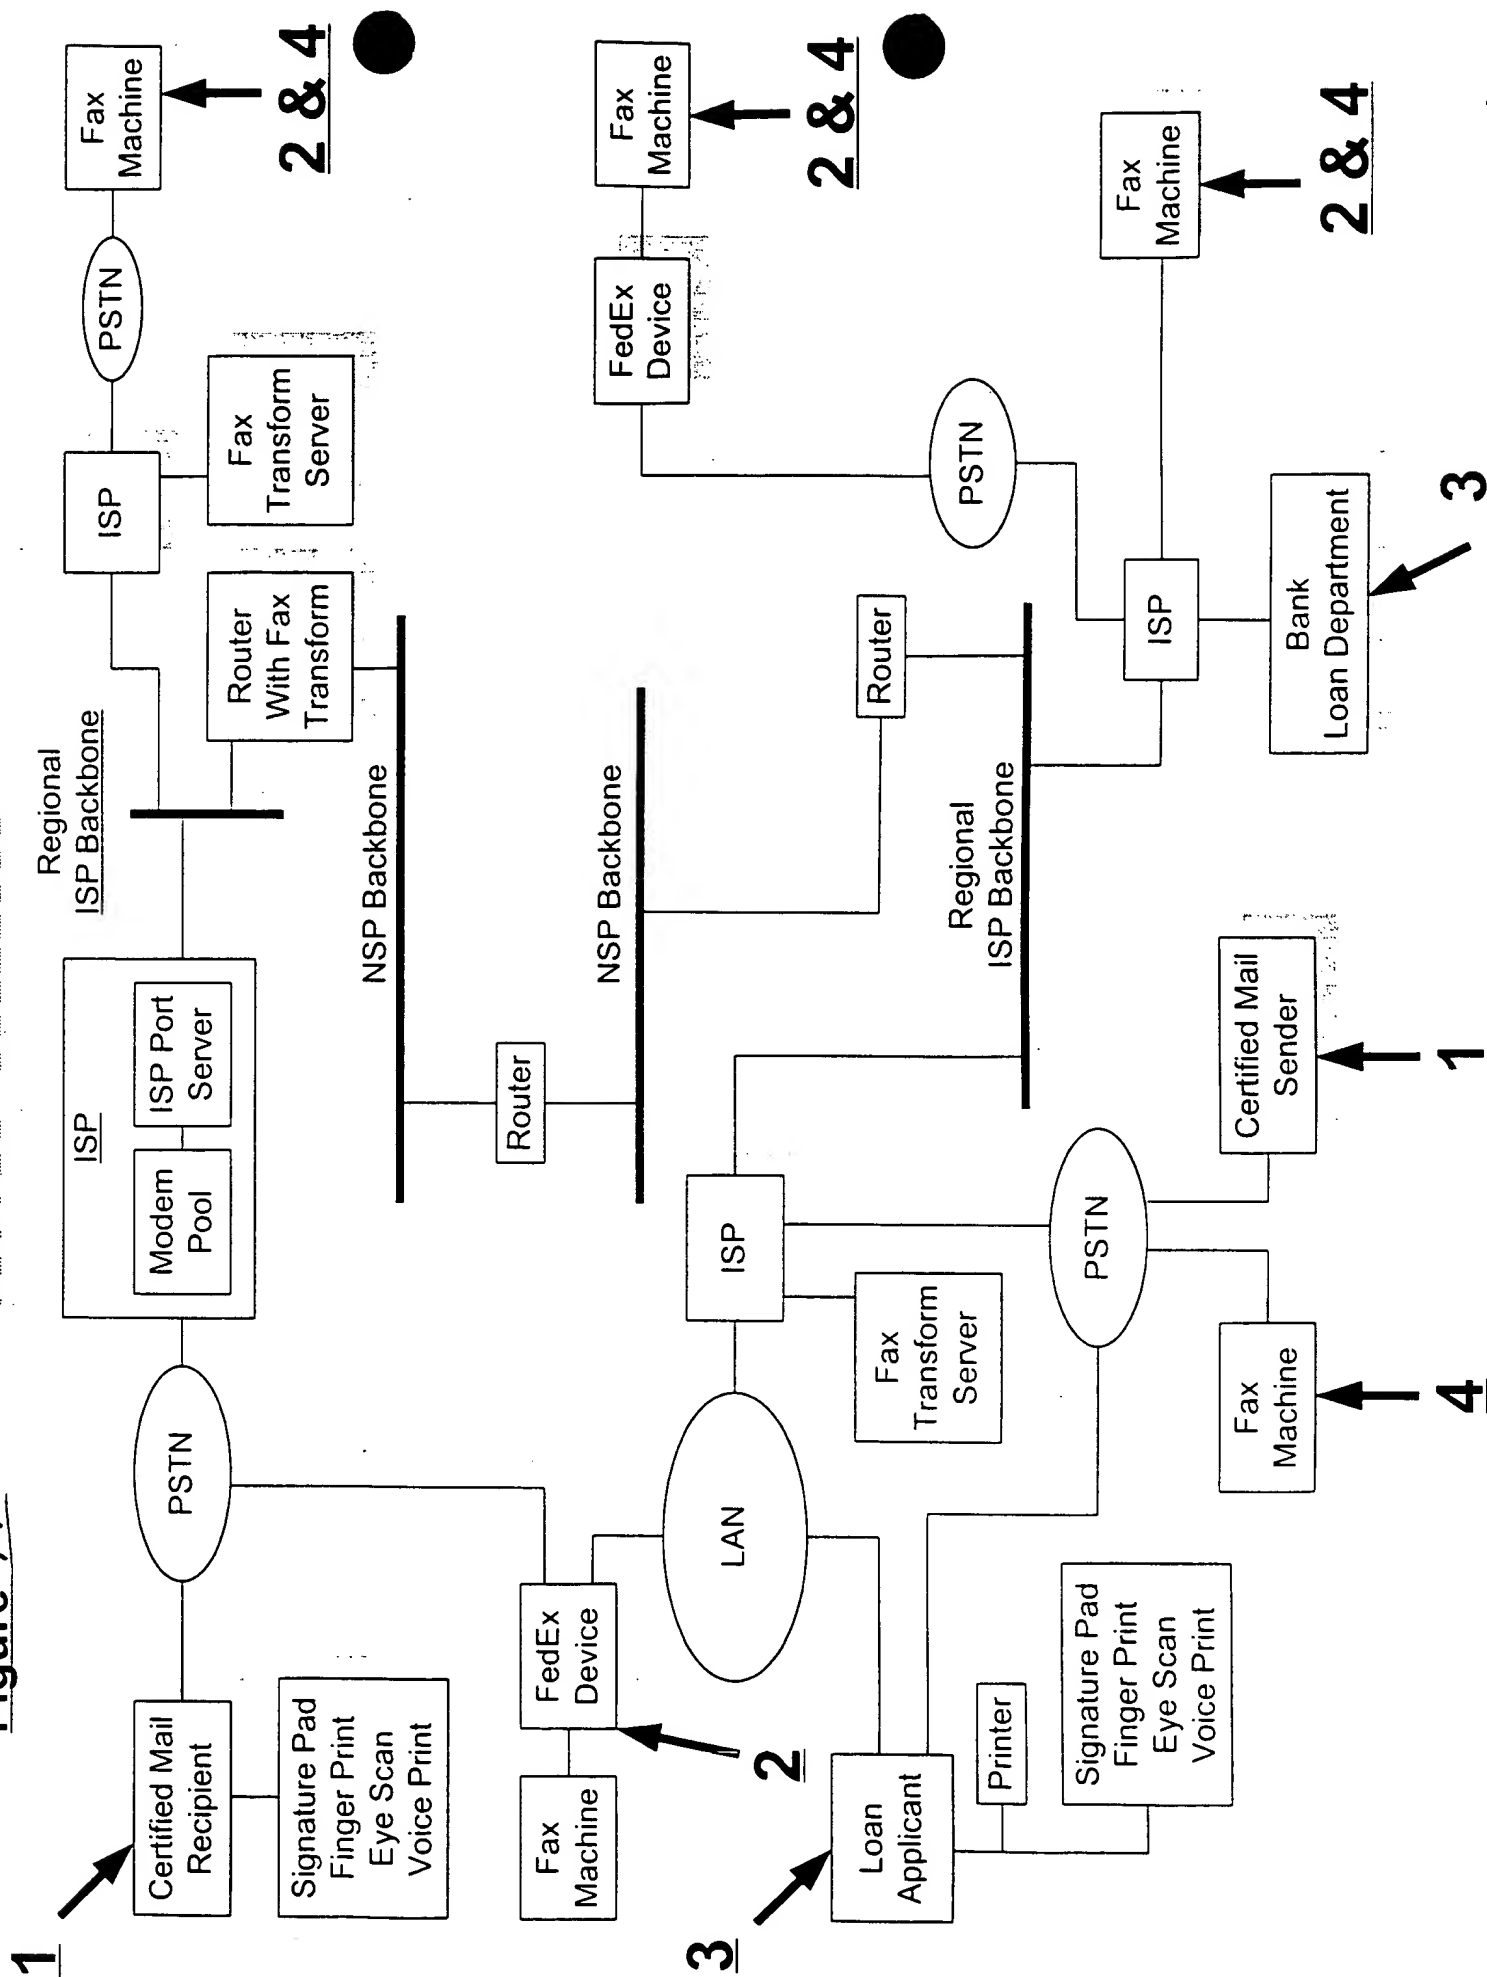 Figure
1
Certified Mail
Recipient
Signature Pad
Finger Print
Eye Scan
Voice Print
PSTN
ISP
Modem
Pool
ISP Port
Server
Regional
ISP Backbone
Router
With Fax
Transform
ISP
Fax
Transform
Server
PSTN
Fax
Machine
2 & 4
NSP Backbone
Router
NSP Backbone
Fax
Machine
FedEx
Device
2
LAN
ISP
Fax
Transform
Server
FedEx
Device
Fax
Machine
2 & 4
3
Loan
Applicant
Printer
Signature Pad
Finger Print
Eye Scan
Voice Print
Router
Regional
ISP Backbone
PSTN
PSTN
Fax
Machine
4
Certified Mail
Sender
1
ISP
Bank
Loan Department
3
Fax
Machine
2 & 4